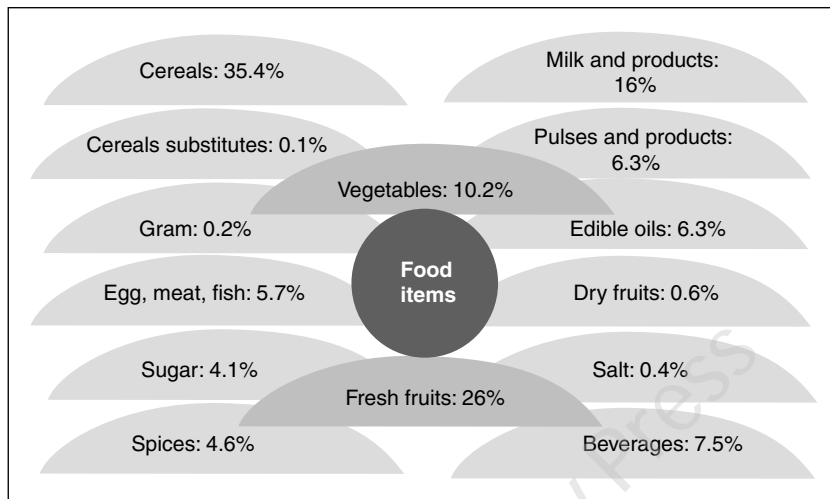 Cereals: 35.4%
Milk and products:
16%
Cereals substitutes: 0.1%
Pulses and products:
6.3%
Vegetables: 10.2%
Gram: 0.2%
Edible oils: 6.3%
Food
items
Egg, meat, fish: 5.7%
Dry fruits: 0.6%
Sugar: 4.1%
Salt: 0.4%
Fresh fruits: 26%
Spices: 4.6%
Beverages: 7.5%
Press